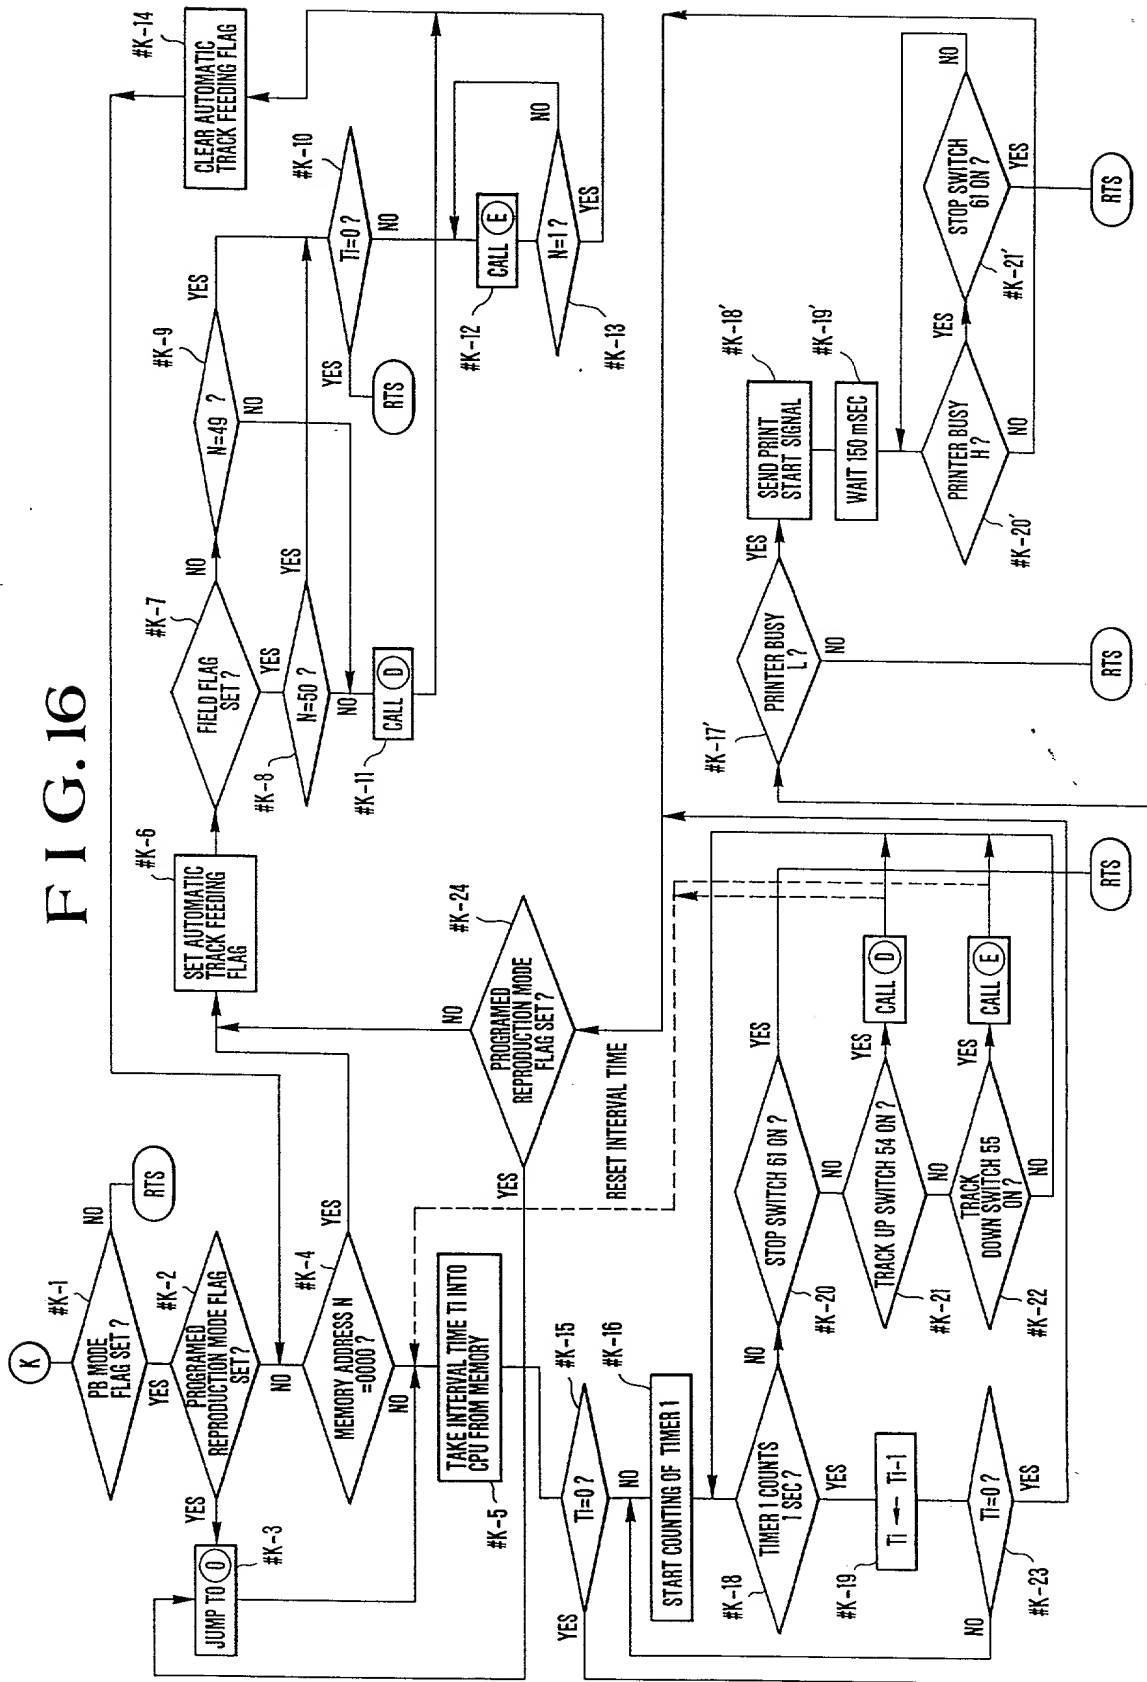 FIG.16
K
#K-1
PB MODE
FLAG SET ?
NO
RTS
YES
#K-2
PROGRAMED
REPRODUCTION MODE FLAG
SET ?
YES
NO
JUMP TO O
#K-3
#K-4
MEMORY ADDRESS N
=0000 ?
YES
NO
TAKE INTERVAL TIME Ti INTO
CPU FROM MEMORY
#K-5
#K-6
SET AUTOMATIC
TRACK FEEDING
FLAG
#K-7
FIELD FLAG
SET ?
NO
YES
#K-8
N=50 ?
YES
NO
#K-9
N=49 ?
YES
NO
#K-10
Ti=0 ?
YES
NO
RTS
#K-11
CALL D
#K-12
CALL E
N=1 ?
NO
YES
#K-13
#K-14
CLEAR AUTOMATIC
TRACK FEEDING FLAG
#K-24
PROGRAMED
REPRODUCTION MODE
FLAG SET ?
NO
YES
RESET INTERVAL TIME
#K-15
Ti=0 ?
YES
NO
#K-16
START COUNTING OF TIMER 1
#K-18
TIMER 1 COUNTS
1 SEC ?
NO
YES
#K-19
Ti ← Ti-1
Ti=0 ?
NO
YES
#K-23
STOP SWITCH 61 ON ?
YES
NO
#K-20
TRACK UP SWITCH 54 ON ?
YES
NO
#K-21
CALL D
TRACK
DOWN SWITCH 55
ON ?
YES
NO
#K-22
CALL E
RTS
#K-17'
PRINTER BUSY
L ?
YES
NO
RTS
#K-18'
SEND PRINT
START SIGNAL
#K-19'
WAIT 150 mSEC
PRINTER BUSY
H ?
YES
NO
#K-20'
STOP SWITCH
61 ON ?
NO
YES
#K-21'
RTS